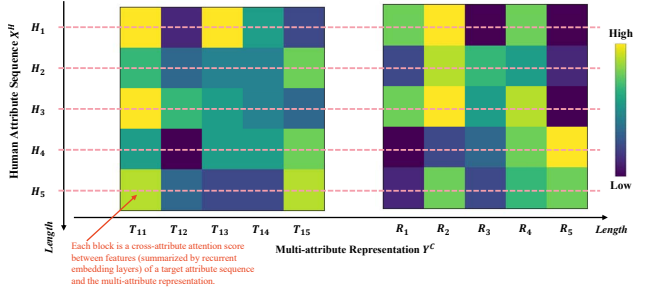 Human Attribute Sequence X^H
H₁
H₂
H₃
H₄
H₅
High
Low
Length
T₁₁ T₁₂ T₁₃ T₁₄ T₁₅ R₁ R₂ R₃ R₄ R₅ Length
Multi-attribute Representation Y^C
Each block is a cross-attribute attention score
between features (summarized by recurrent
embedding layers) of a target attribute sequence
and the multi-attribute representation.